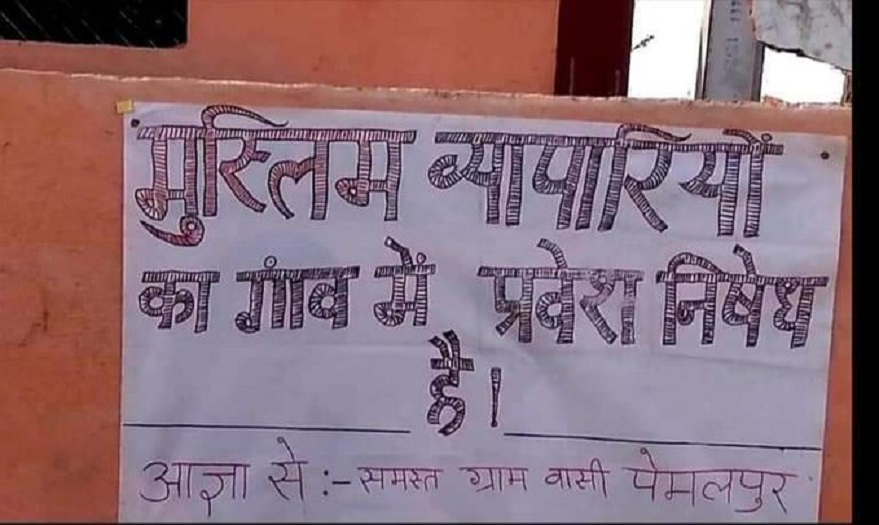 मुस्लिम व्यापारियों
का गांव में प्रवेश निषेध
है।
आज्ञा से :- समस्त ग्राम वासी पेमलपुर